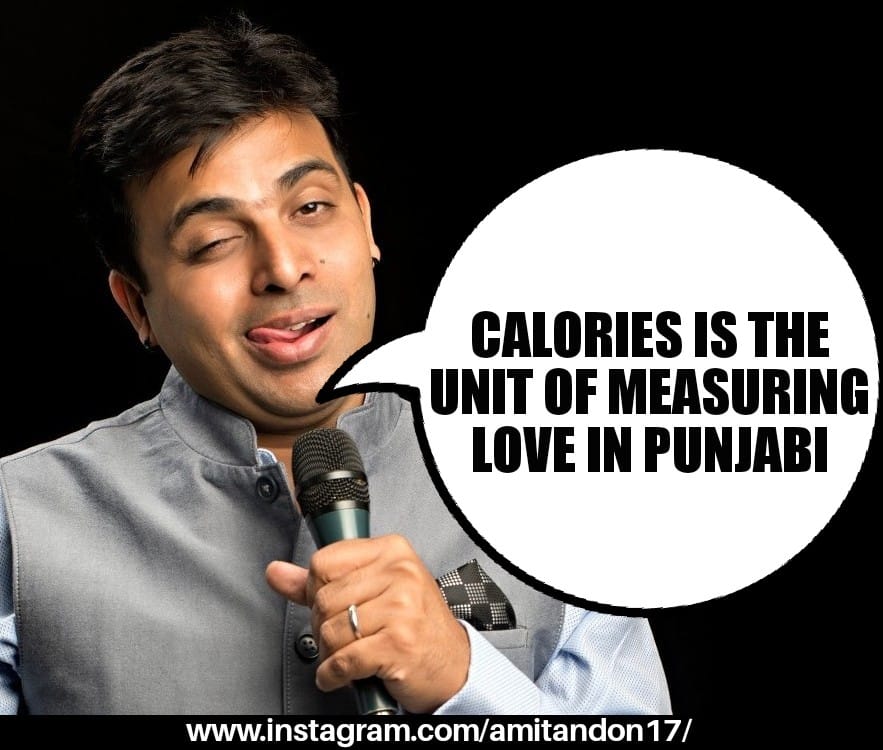 CALORIES IS THE
UNIT OF MEASURING
LOVE IN PUNJABI
www.instagram.com/amitandon17/